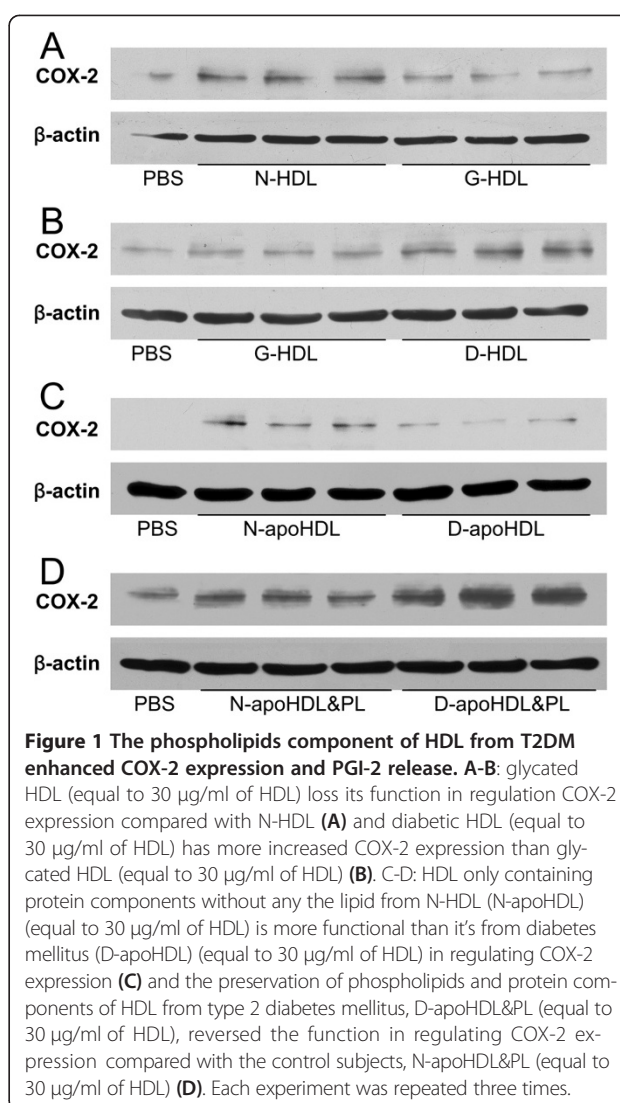 A
COX-2
β-actin
PBS N-HDL G-HDL
B
COX-2
β-actin
PBS G-HDL D-HDL
C
COX-2
β-actin
PBS N-apoHDL D-apoHDL
D
COX-2
β-actin
PBS N-apoHDL&PL D-apoHDL&PL
Figure 1 The phospholipids component of HDL from T2DM
enhanced COX-2 expression and PGI-2 release. A-B: glycated
HDL (equal to 30 μg/ml of HDL) loss its function in regulation COX-2
expression compared with N-HDL (A) and diabetic HDL (equal to
30 μg/ml of HDL) has more increased COX-2 expression than gly-
cated HDL (equal to 30 μg/ml of HDL) (B). C-D: HDL only containing
protein components without any the lipid from N-HDL (N-apoHDL)
(equal to 30 μg/ml of HDL) is more functional than it's from diabetes
mellitus (D-apoHDL) (equal to 30 μg/ml of HDL) in regulating COX-2
expression (C) and the preservation of phospholipids and protein com-
ponents of HDL from type 2 diabetes mellitus, D-apoHDL&PL (equal to
30 μg/ml of HDL), reversed the function in regulating COX-2 ex-
pression compared with the control subjects, N-apoHDL&PL (equal to
30 μg/ml of HDL) (D). Each experiment was repeated three times.